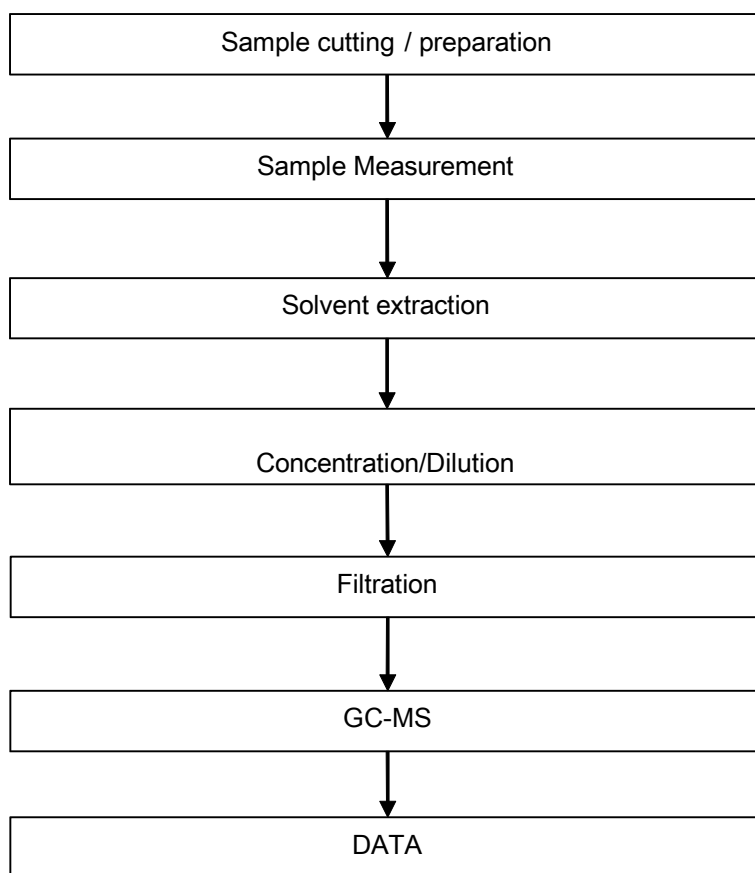 Sample cutting / preparation
Sample Measurement
Solvent extraction
Concentration/Dilution
Filtration
GC-MS
DATA